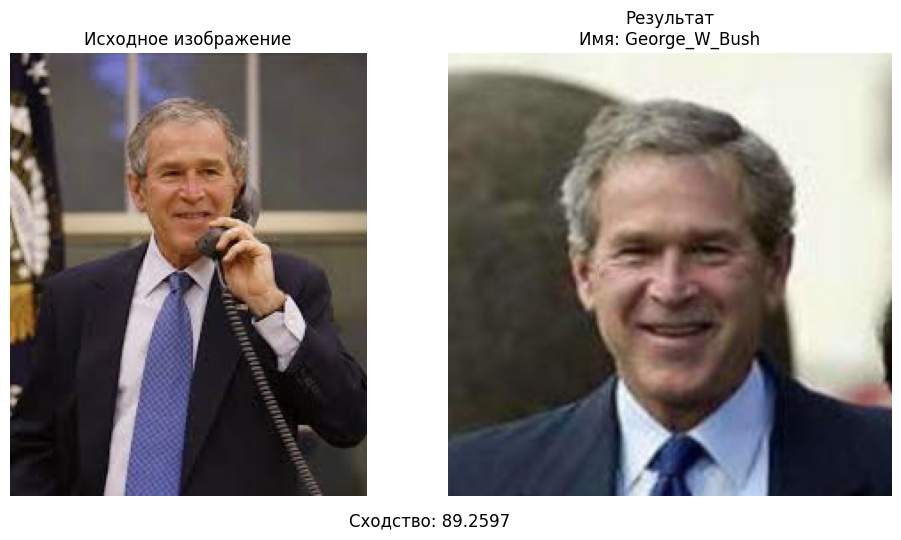 Исходное изображение
Результат
Имя: George_W_Bush
Сходство: 89.2597